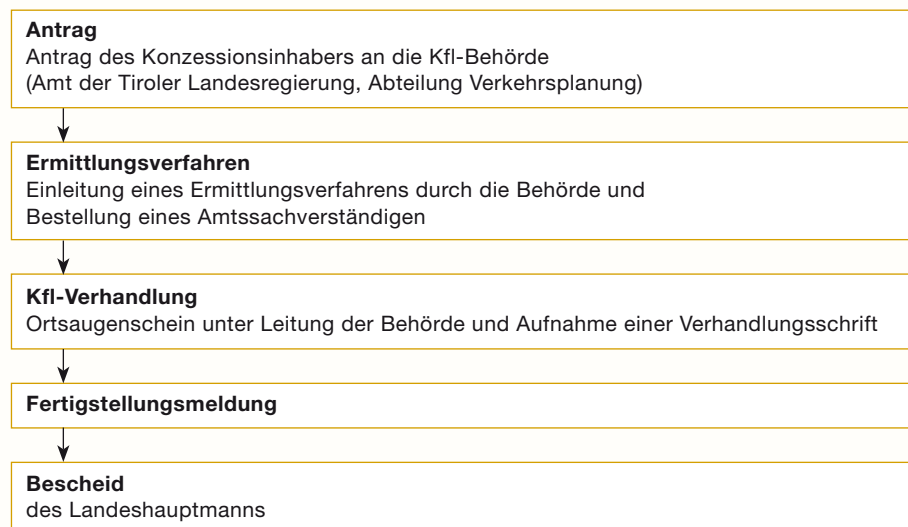 Antrag
Antrag des Konzessionsinhabers an die Kfl-Behörde
(Amt der Tiroler Landesregierung, Abteilung Verkehrsplanung)
Ermittlungsverfahren
Einleitung eines Ermittlungsverfahrens durch die Behörde und
Bestellung eines Amtssachverständigen
Kfl-Verhandlung
Ortsaugenschein unter Leitung der Behörde und Aufnahme einer Verhandlungsschrift
Fertigstellungsmeldung
Bescheid
des Landeshauptmanns